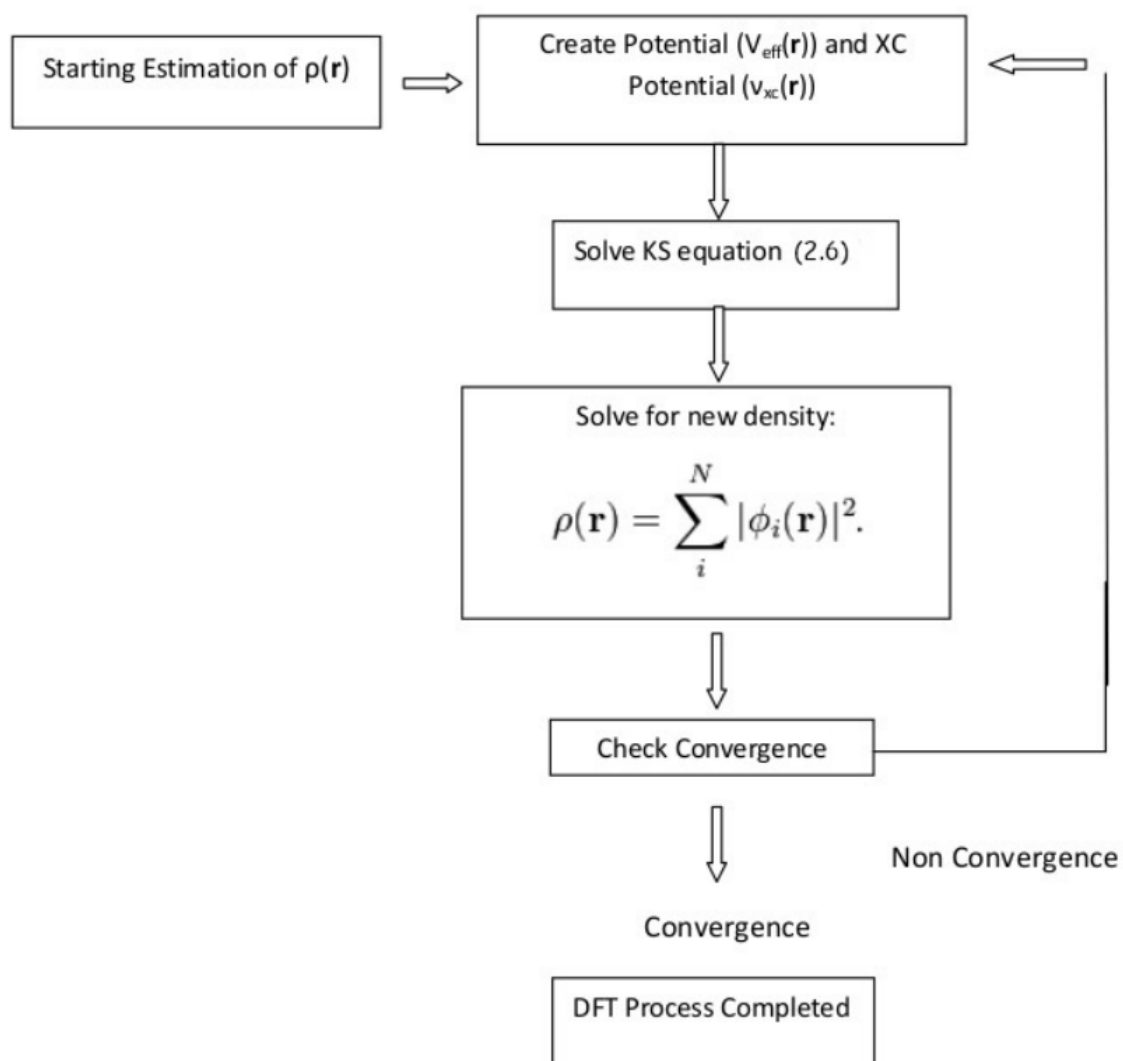 Starting Estimation of ρ(r)
Create Potential (V_eff(r)) and XC
Potential (v_xc(r))
Solve KS equation (2.6)
Solve for new density:
ρ(r) = ∑_i^N |ϕ_i(r)|².
Check Convergence
Non Convergence
Convergence
DFT Process Completed